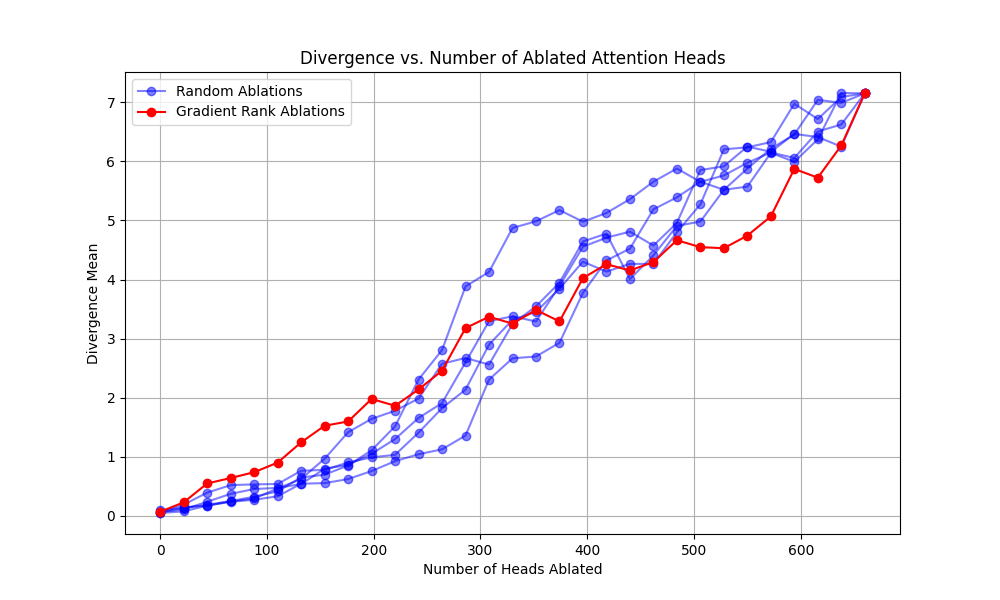 Divergence vs. Number of Ablated Attention Heads
Random Ablations
Gradient Rank Ablations
Divergence Mean
7
6
5
4
3
2
1
0
0 100 200 300 400 500 600
Number of Heads Ablated